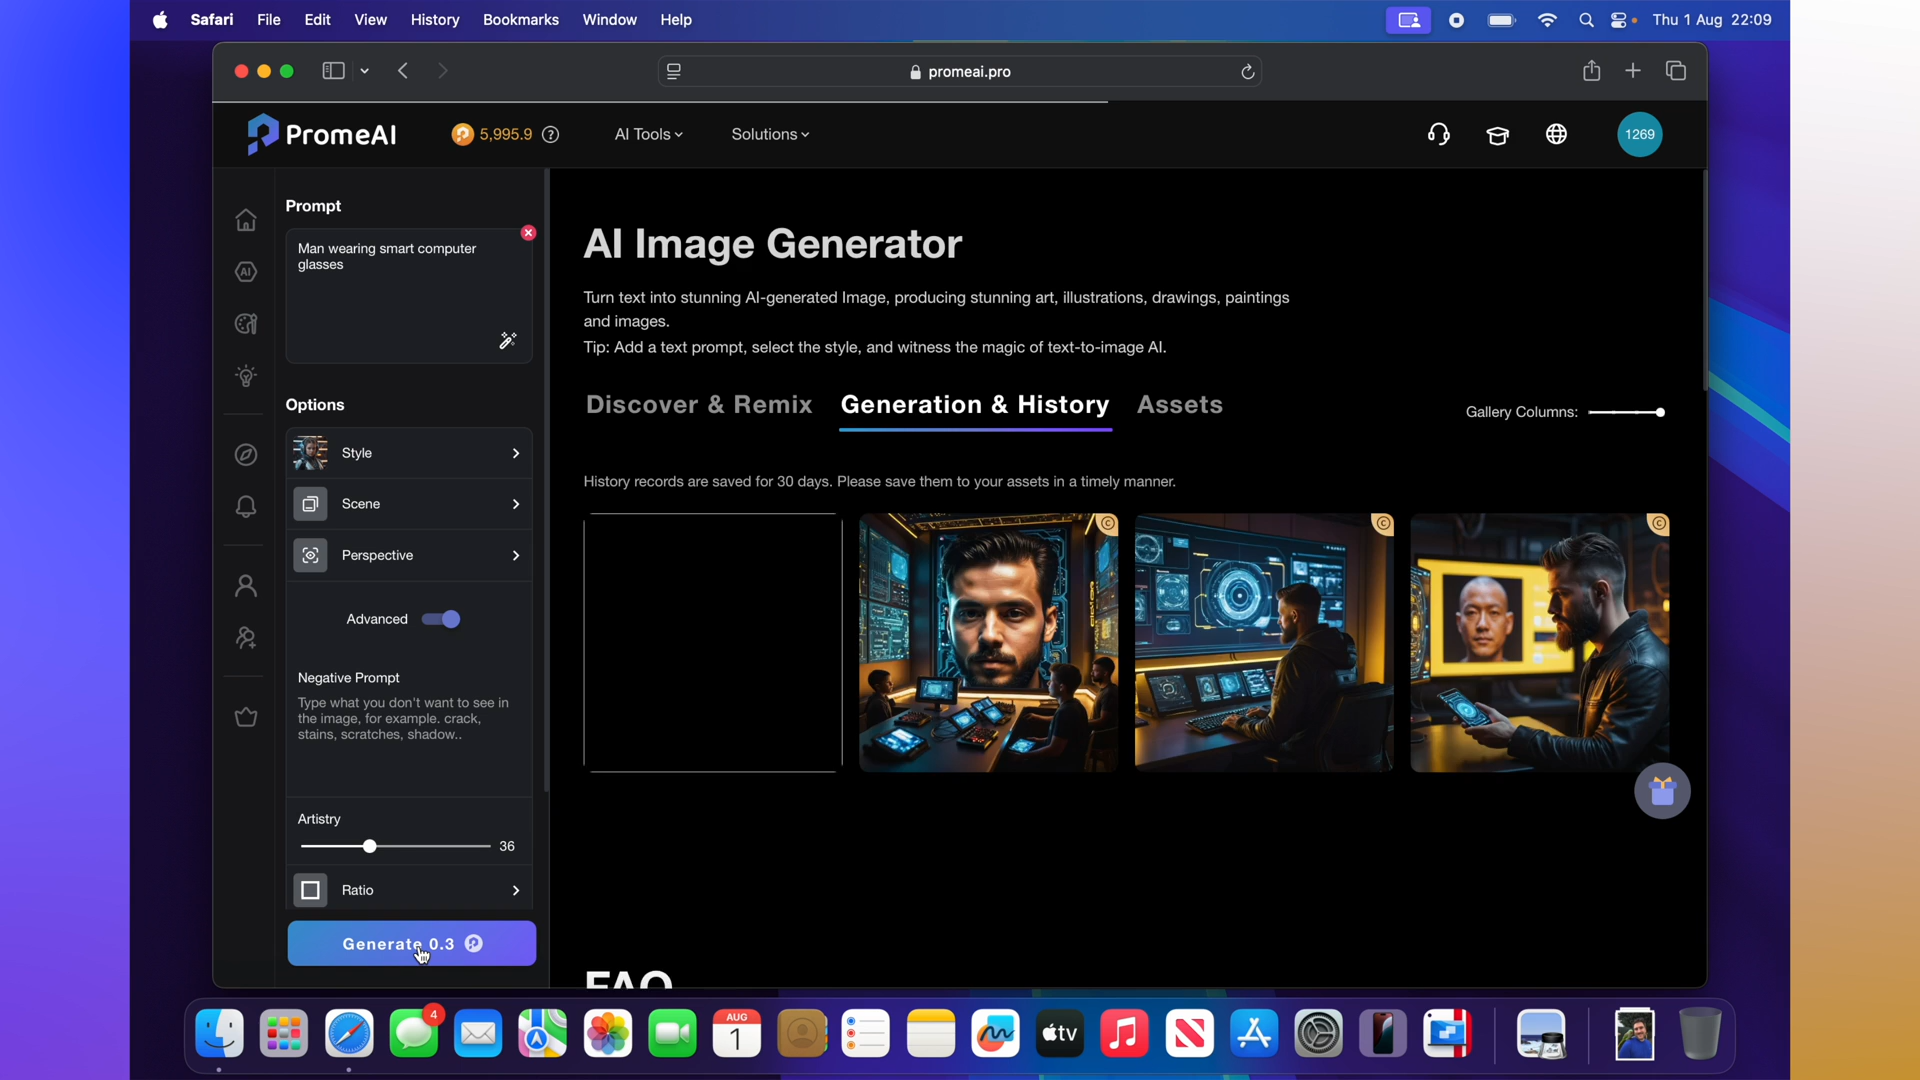 Safari File Edit View History Bookmarks Window Help
Thu 1 Aug 22:09
promeai.pro
PromeAI
5,995.9
AI Tools
Solutions
1269
Prompt
Man wearing smart computer
glasses
Options
Style
Scene
Perspective
Advanced
Negative Prompt
Type what you don't want to see in
the image, for example. crack,
stains, scratches, shadow..
Artistry
36
Ratio
Generate 0.3
AI Image Generator
Turn text into stunning AI-generated Image, producing stunning art, illustrations, drawings, paintings
and images.
Tip: Add a text prompt, select the style, and witness the magic of text-to-image AI.
Discover & Remix Generation & History Assets
Gallery Columns:
History records are saved for 30 days. Please save them to your assets in a timely manner.
FAQ
4
AUG
1
tv